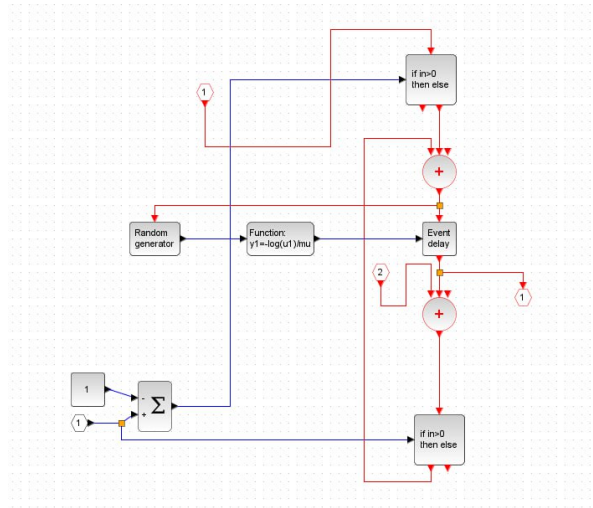 if in>0
then else
1
+
Random
generator
Function:
y1=-log(u1)/mu
Event
delay
2
1
+
1
-
Σ
+
1
if in>0
then else